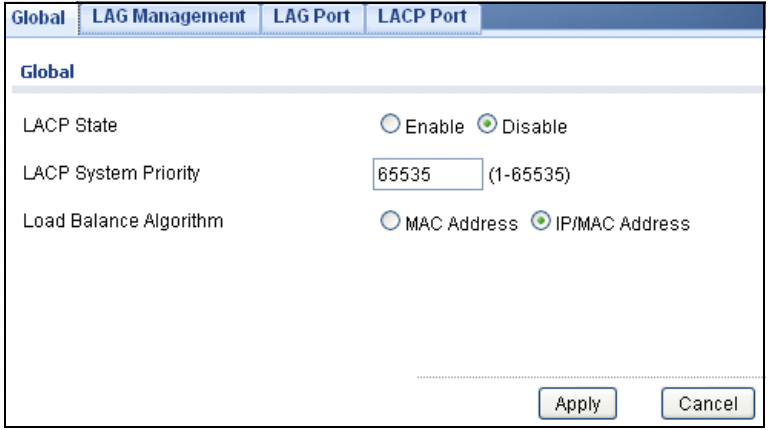 Global LAG Management LAG Port LACP Port
Global
LACP State Enable Disable
LACP System Priority 65535 (1-65535)
Load Balance Algorithm MAC Address IP/MAC Address
Apply Cancel